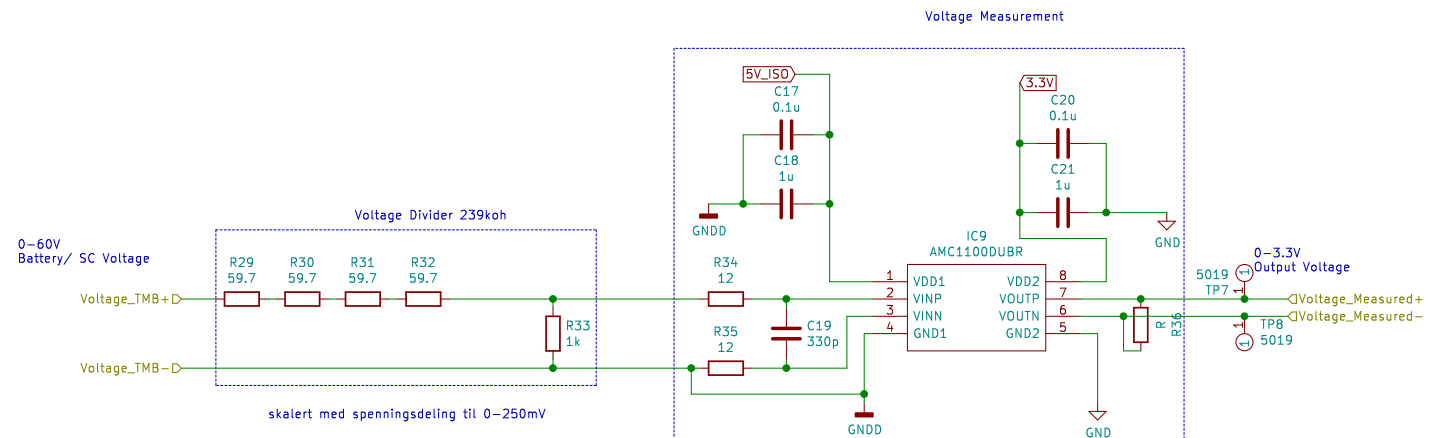 Voltage Measurement
5V_ISO
3.3V
C17
0.1u
C20
0.1u
C18
1u
C21
1u
GNDD
GND
Voltage Divider 239koh
0-60V
Battery/ SC Voltage
R29
59.7
R30
59.7
R31
59.7
R32
59.7
R34
12
IC9
AMC1100DUBR
0-3.3V
Output Voltage
5019
TP7
1
1
1
VDD1
VDD2
8
Voltage_TMB+
2
VINP
VOUTP
7
Voltage_Measured+
3
VINN
VOUTN
6
Voltage_Measured-
4
GND1
GND2
5
R33
1k
R35
12
C19
330p
R
R36
1
1
TP8
5019
Voltage_TMB-
skalert med spenningsdeling til 0-250mV
GNDD
GND